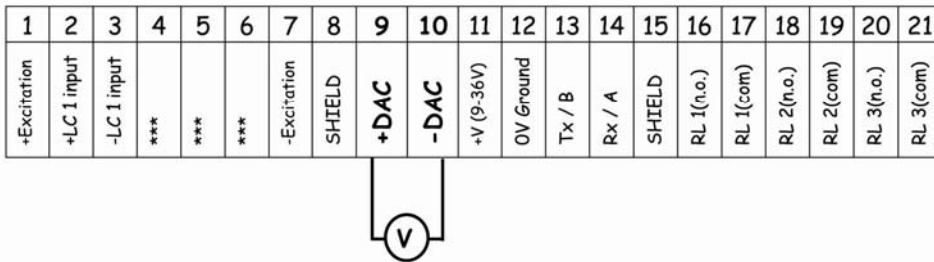 1 2 3 4 5 6 7 8 9 10 11 12 13 14 15 16 17 18 19 20 21
+Excitation
+LC 1 input
-LC 1 input
***
***
***
-Excitation
SHIELD
+DAC
-DAC
+V (9-36V)
0V Ground
Tx / B
Rx / A
SHIELD
RL 1(n.o.)
RL 1(com)
RL 2(n.o.)
RL 2(com)
RL 3(n.o.)
RL 3(com)
V